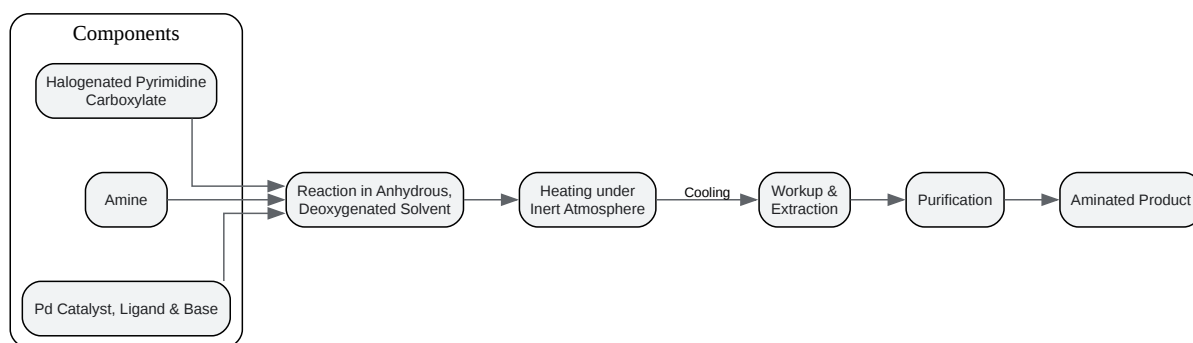 Components
Halogenated Pyrimidine
Carboxylate
Amine
Pd Catalyst, Ligand & Base
Reaction in Anhydrous,
Deoxygenated Solvent
Heating under
Inert Atmosphere
Cooling
Workup &
Extraction
Purification
Aminated Product